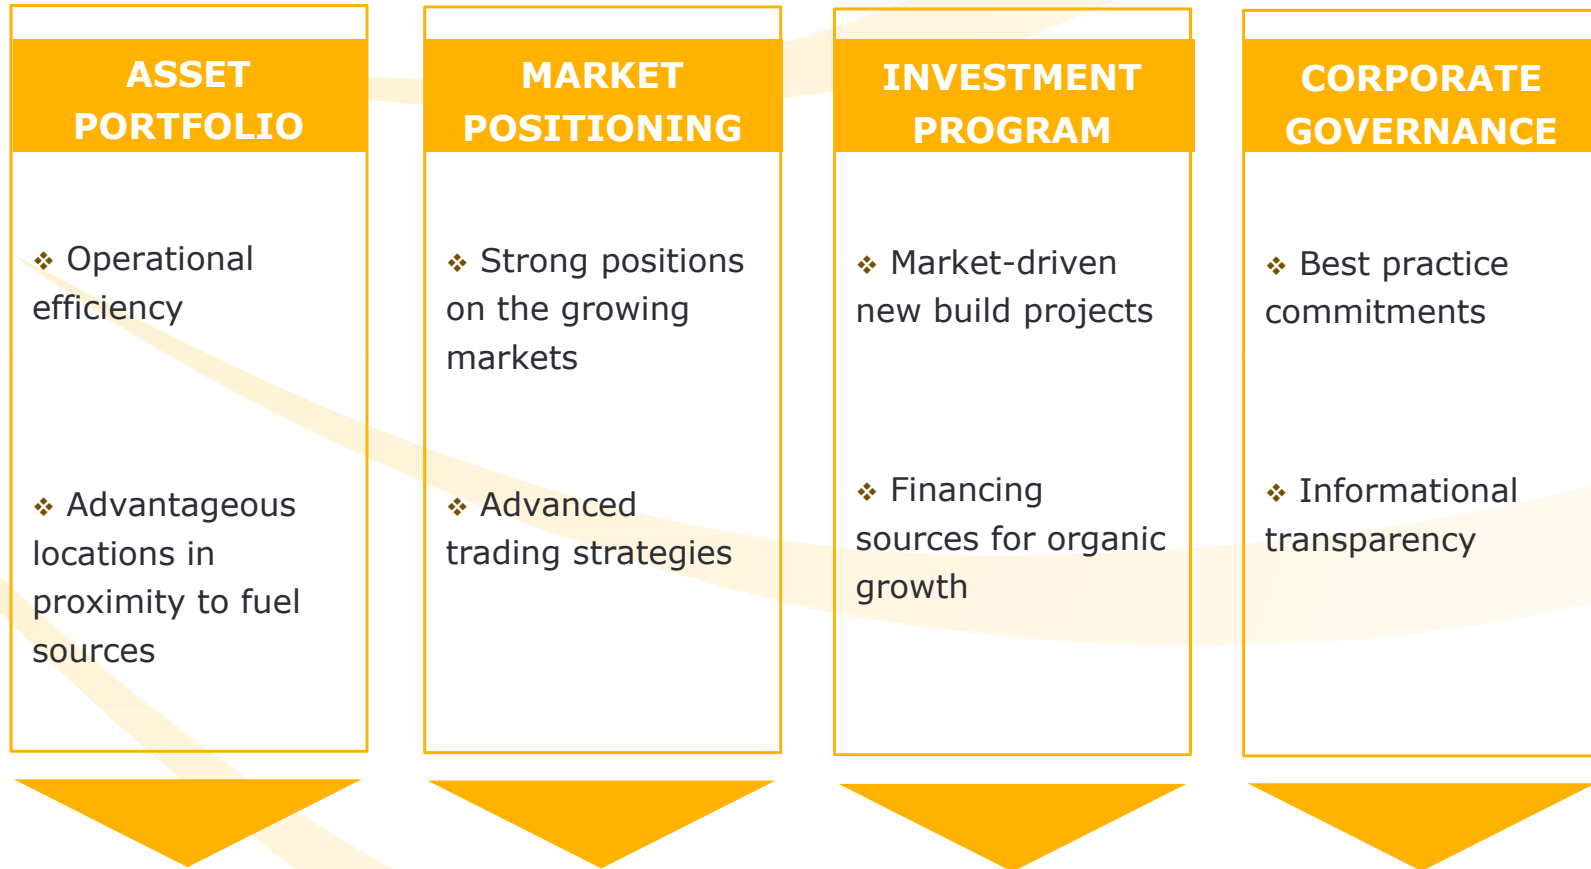 ASSET
PORTFOLIO
❖ Operational
efficiency
❖ Advantageous
locations in
proximity to fuel
sources
MARKET
POSITIONING
❖ Strong positions
on the growing
markets
❖ Advanced
trading strategies
INVESTMENT
PROGRAM
❖ Market-driven
new build projects
❖ Financing
sources for organic
growth
CORPORATE
GOVERNANCE
❖ Best practice
commitments
❖ Informational
transparency